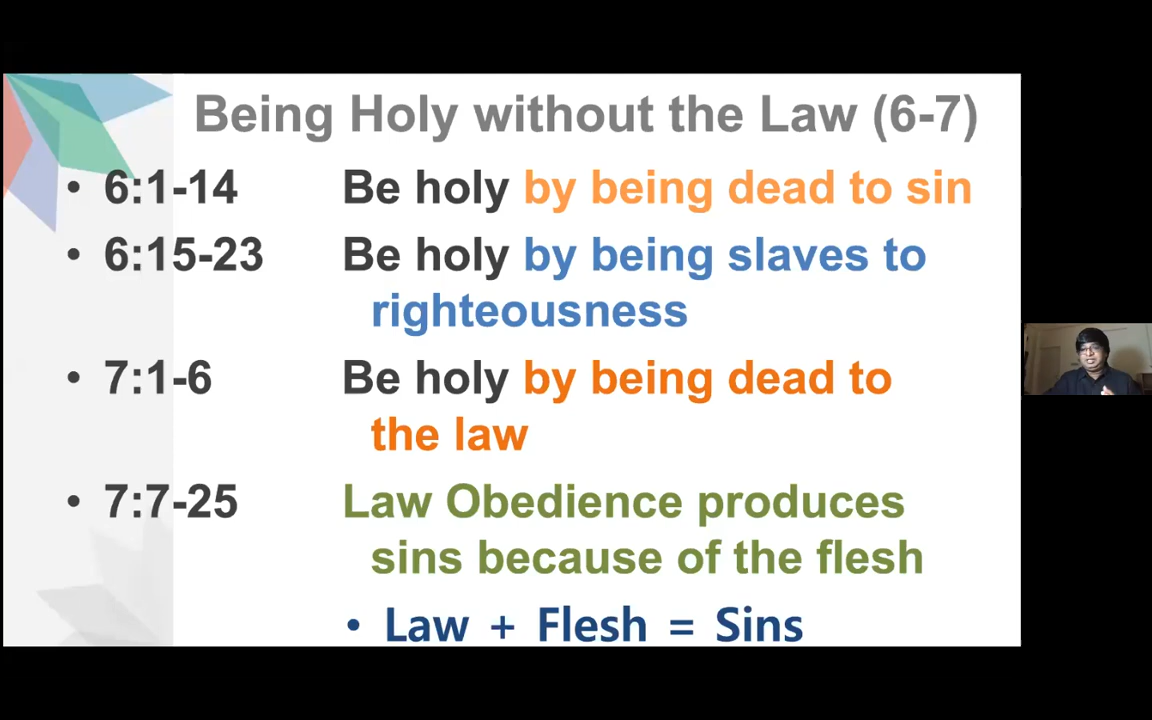 Being Holy without the Law (6-7)
• 6:1-14 Be holy by being dead to sin
• 6:15-23 Be holy by being slaves to
righteousness
• 7:1-6 Be holy by being dead to
the law
• 7:7-25 Law Obedience produces
sins because of the flesh
• Law + Flesh = Sins